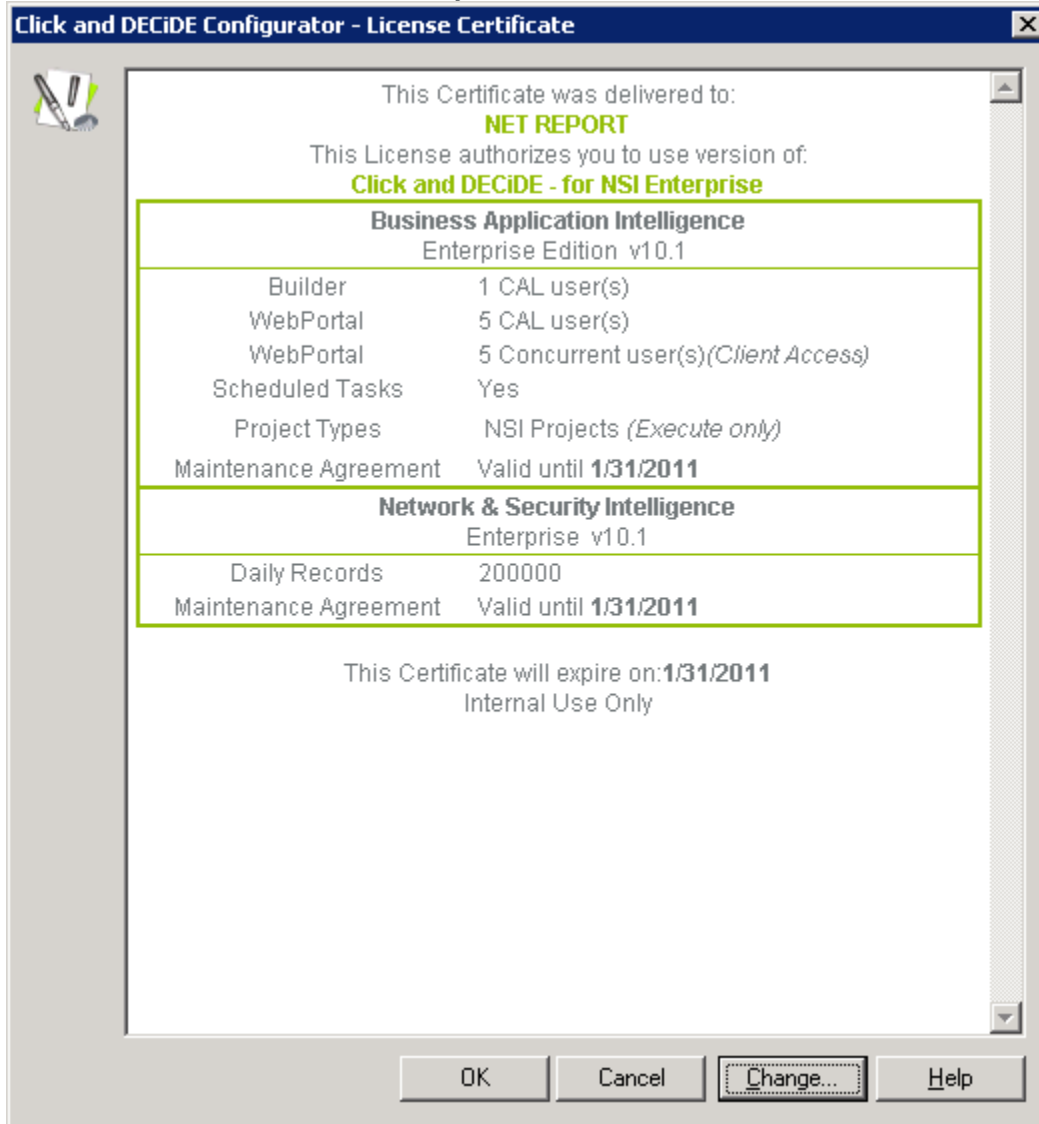 Click and DECiDE Configurator - License Certificate
This Certificate was delivered to:
NET REPORT
This License authorizes you to use version of:
Click and DECiDE - for NSI Enterprise
Business Application Intelligence
Enterprise Edition v10.1
Builder 1 CAL user(s)
WebPortal 5 CAL user(s)
WebPortal 5 Concurrent user(s)(Client Access)
Scheduled Tasks Yes
Project Types NSI Projects (Execute only)
Maintenance Agreement Valid until 1/31/2011
Network & Security Intelligence
Enterprise v10.1
Daily Records 200000
Maintenance Agreement Valid until 1/31/2011
This Certificate will expire on:1/31/2011
Internal Use Only
OK Cancel Change... Help